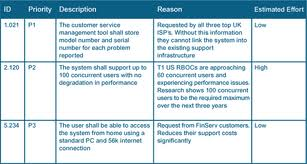 ID Priority Description Reason Estimated Effort
1.021 P1 The customer service Requested by all three top UK Low
management tool shall store ISP's. Without this information
model number and serial they cannot link the system into
number for each problem the existing support
reported infrastructure
2.120 P2 The system shall support up to T1 US RBOCs are approaching High
100 concurrent users with no 60 concurrent users and
degradation in performance experiencing performance issues.
Research shows 100 concurrent
users to be the required maximum
over the next three years
5.234 P3 The user shall be able to access Request from FinServ customers. Low
the system from home using a Reduces their support costs
standard PC and 56k internet significantly
connection